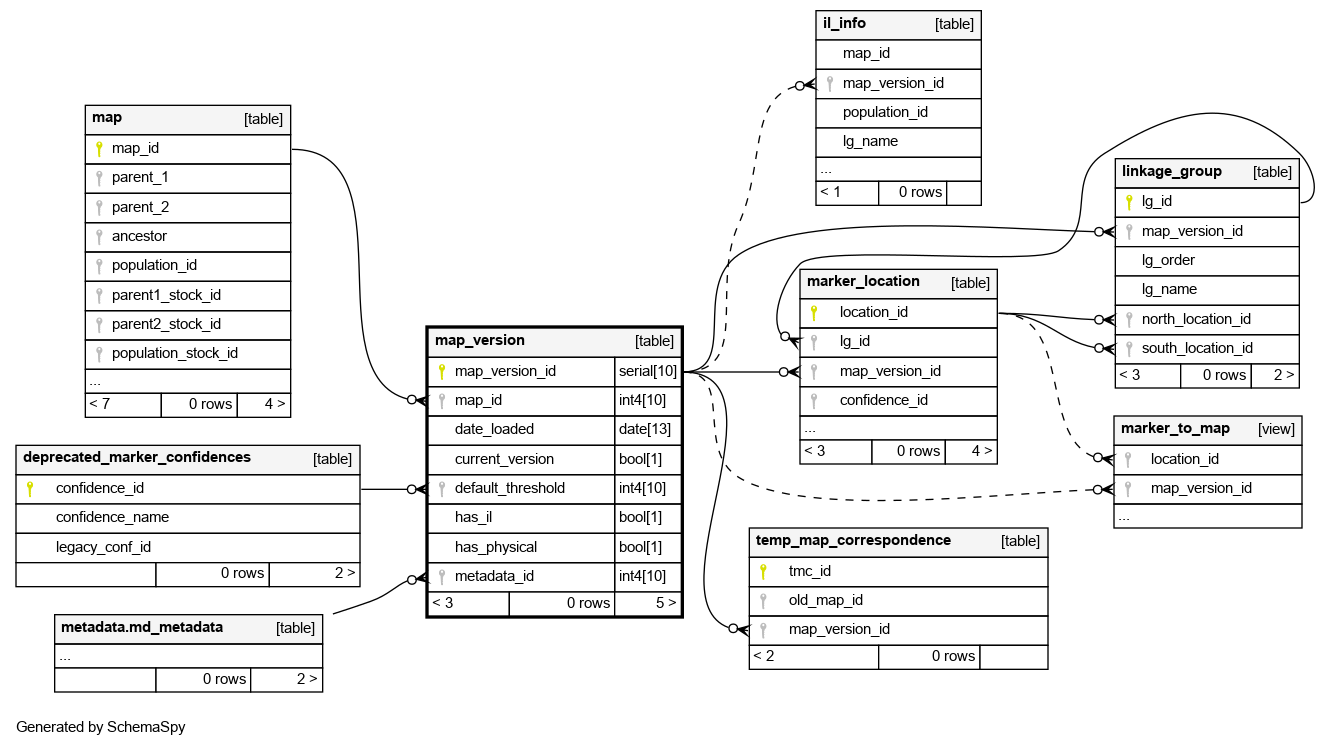 il_info [table]
map_id
map_version_id
population_id
lg_name
...
< 1 0 rows
map [table]
map_id
parent_1
parent_2
ancestor
population_id
parent1_stock_id
parent2_stock_id
population_stock_id
...
< 7 0 rows 4 >
linkage_group [table]
lg_id
map_version_id
lg_order
lg_name
north_location_id
south_location_id
< 3 0 rows 2 >
marker_location [table]
location_id
lg_id
map_version_id
confidence_id
...
< 3 0 rows 4 >
map_version [table]
map_version_id serial[10]
map_id int4[10]
date_loaded date[13]
current_version bool[1]
default_threshold int4[10]
has_il bool[1]
has_physical bool[1]
metadata_id int4[10]
< 3 0 rows 5 >
marker_to_map [view]
location_id
map_version_id
...
deprecated_marker_confidences [table]
confidence_id
confidence_name
legacy_conf_id
0 rows 2 >
temp_map_correspondence [table]
tmc_id
old_map_id
map_version_id
< 2 0 rows
metadata.md_metadata [table]
...
0 rows 2 >
Generated by SchemaSpy